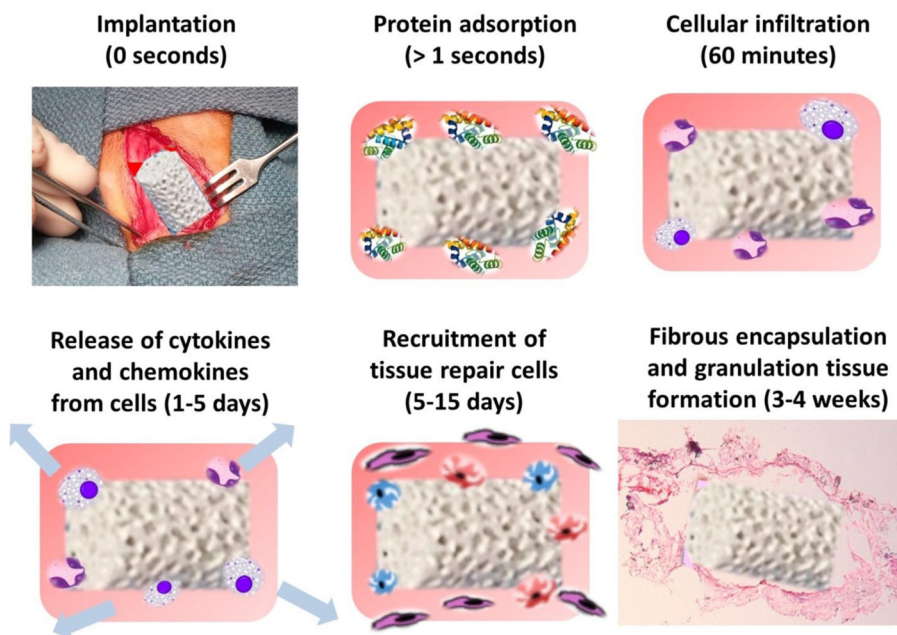 Implantation
(0 seconds)
Protein adsorption
(> 1 seconds)
Cellular infiltration
(60 minutes)
Release of cytokines
and chemokines
from cells (1-5 days)
Recruitment of
tissue repair cells
(5-15 days)
Fibrous encapsulation
and granulation tissue
formation (3-4 weeks)